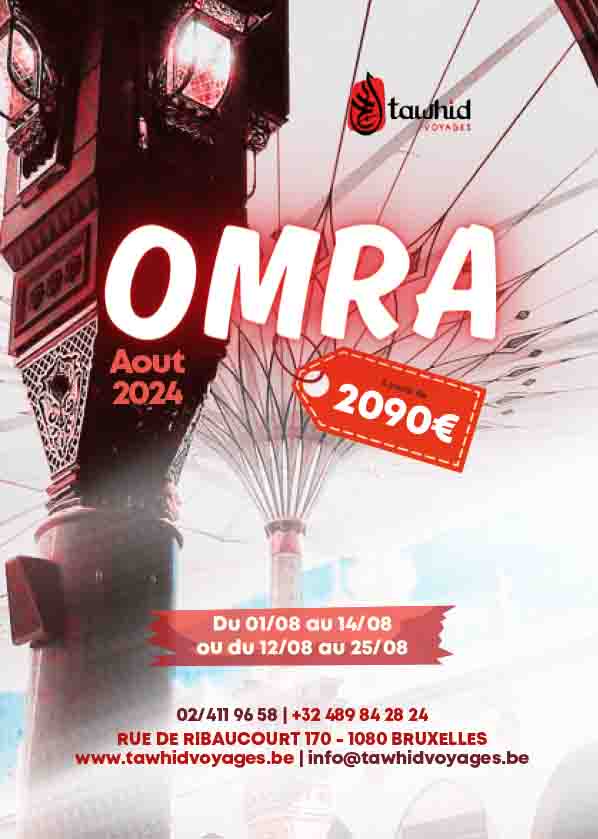 tawhid
VOYAGES
OMRA
Aout
2024
à partir de
2090€
Du 01/08 au 14/08
ou du 12/08 au 25/08
02/411 96 58 | +32 489 84 28 24
RUE DE RIBAUCOURT 170 - 1080 BRUXELLES
www.tawhidvoyages.be | info@tawhidvoyages.be